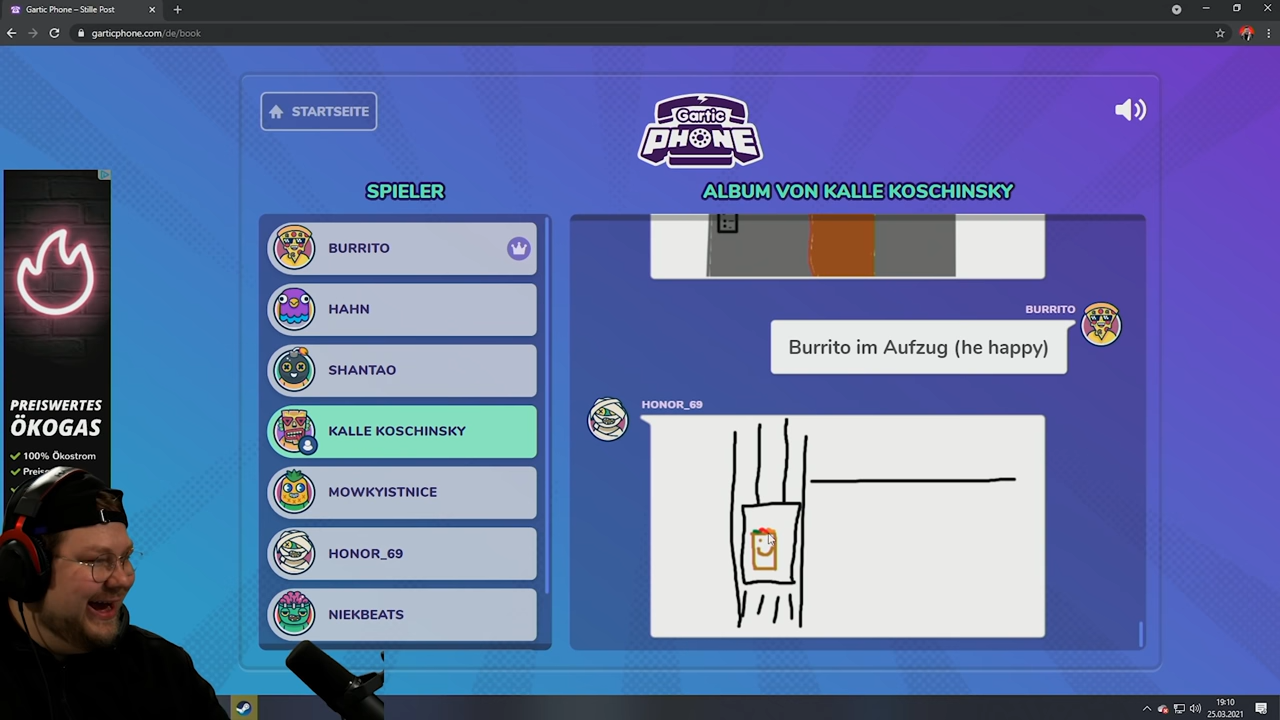 Gartic Phone – Stille Post
garticphone.com/de/book
STARTSEITE
Gartic
PHONE
SPIELER
ALBUM VON KALLE KOSCHINSKY
BURRITO
HAHN
SHANTAO
KALLE KOSCHINSKY
MOWKYISTNICE
HONOR_69
NIEKBEATS
BURRITO
Burrito im Aufzug (he happy)
HONOR_69
PREISWERTES
ÖKOGAS
100% Ökostrom
19:10
25.03.2021